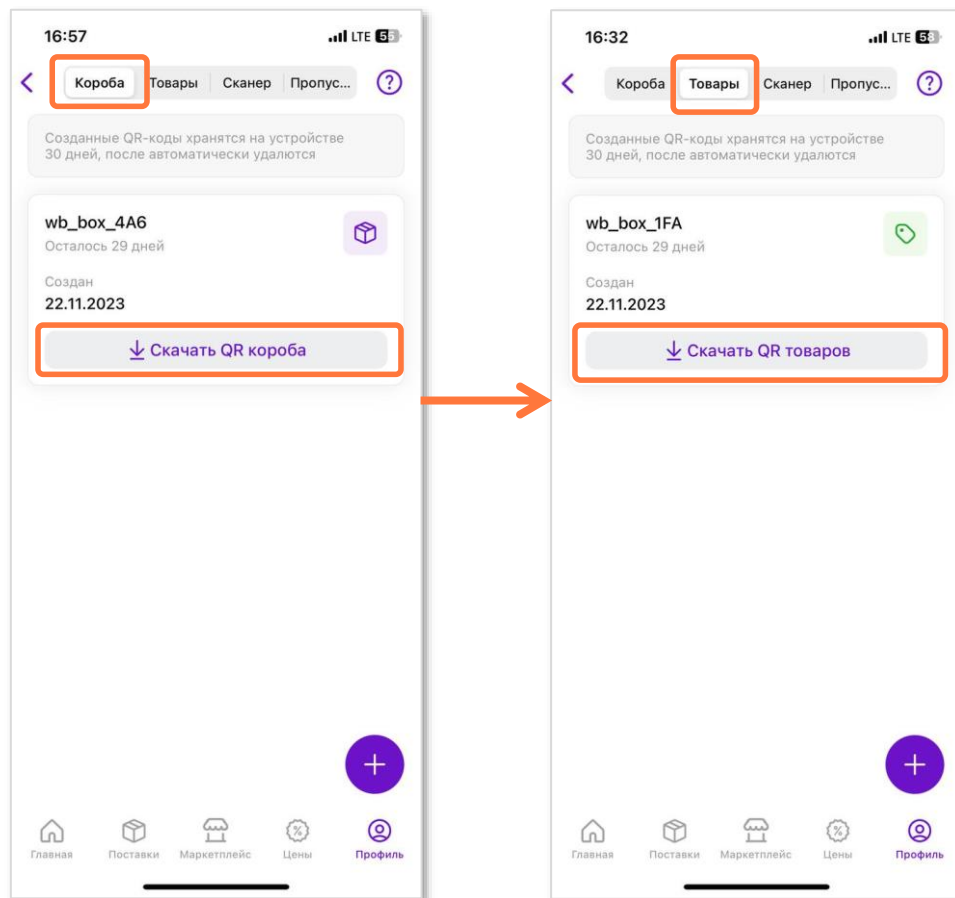 16:57
LTE 55
Короба
Товары
Сканер
Пропус...
?
Созданные QR-коды хранятся на устройстве
30 дней, после автоматически удалются
wb_box_4A6
Осталось 29 дней
Создан
22.11.2023
Скачать QR короба
+
Главная
Поставки
Маркетплейс
Цены
Профиль
16:32
LTE 58
Короба
Товары
Сканер
Пропус...
?
Созданные QR-коды хранятся на устройстве
30 дней, после автоматически удалются
wb_box_1FA
Осталось 29 дней
Создан
22.11.2023
Скачать QR товаров
+
Главная
Поставки
Маркетплейс
Цены
Профиль